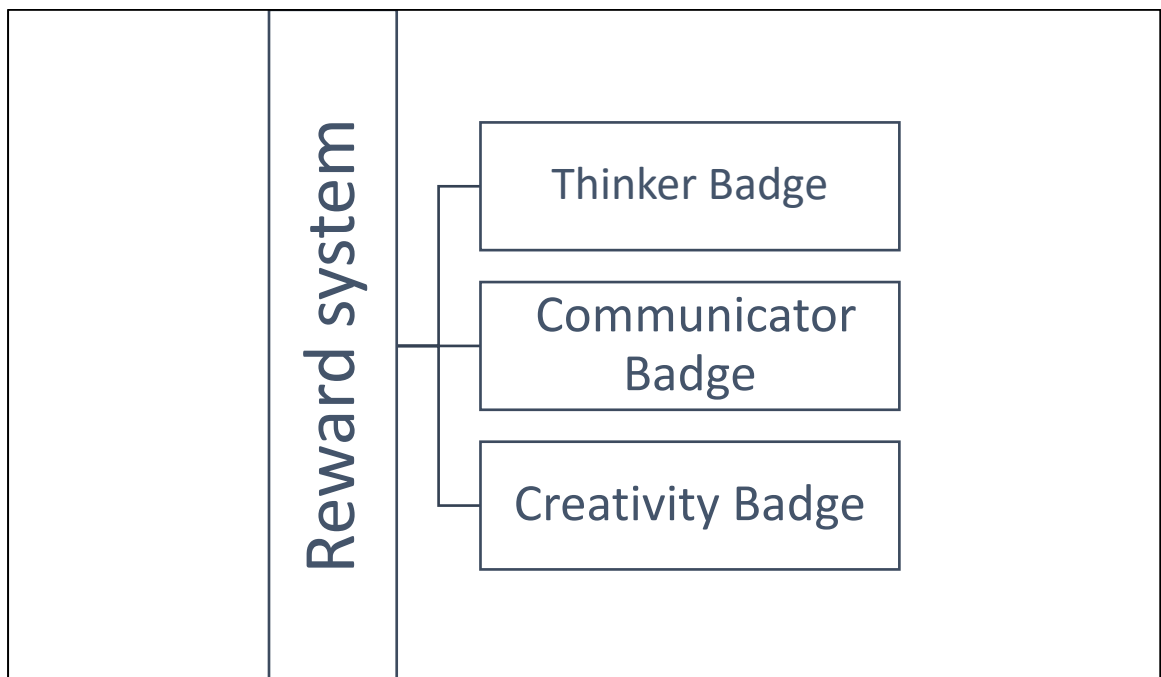 Reward system
Thinker Badge
Communicator
Badge
Creativity Badge